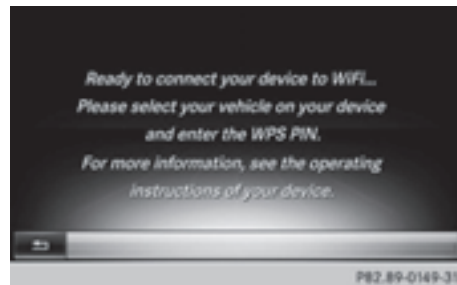 Ready to connect your device to WiFi...
Please select your vehicle on your device
and enter the WPS PIN.
For more information, see the operating
instructions of your device.
P82.89-0149-31